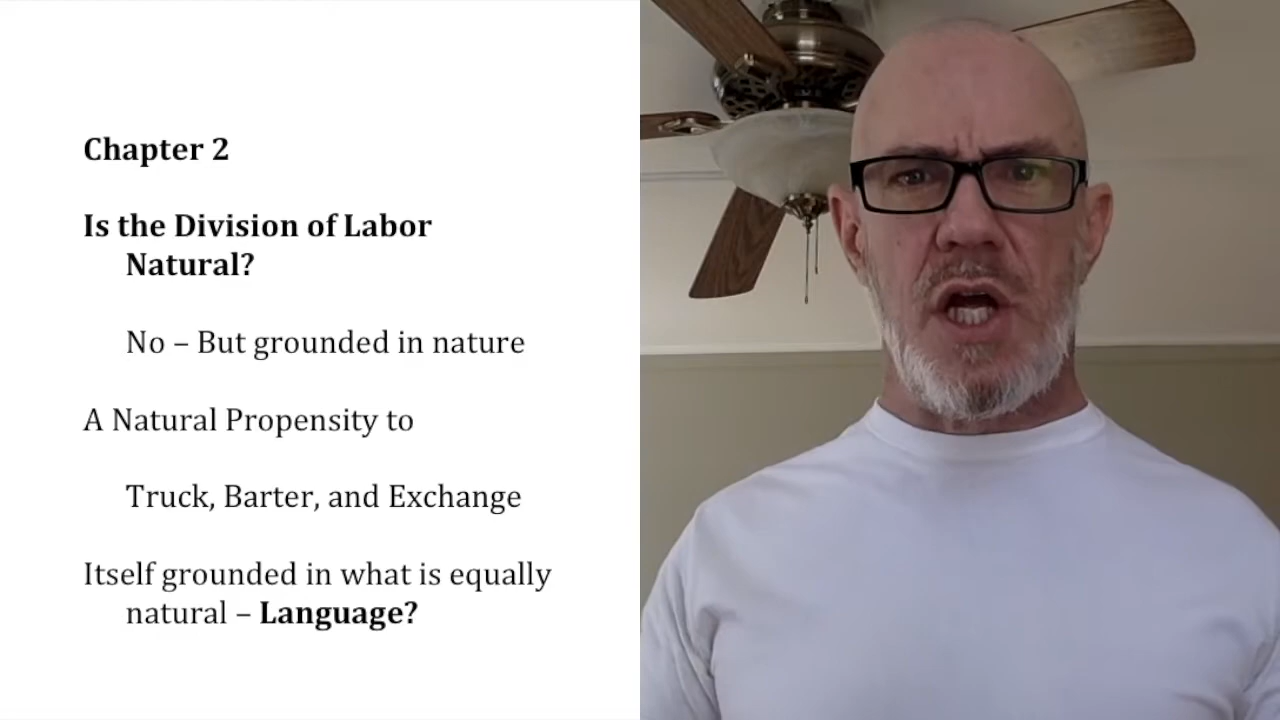 Chapter 2
Is the Division of Labor
Natural?
No – But grounded in nature
A Natural Propensity to
Truck, Barter, and Exchange
Itself grounded in what is equally
natural – Language?